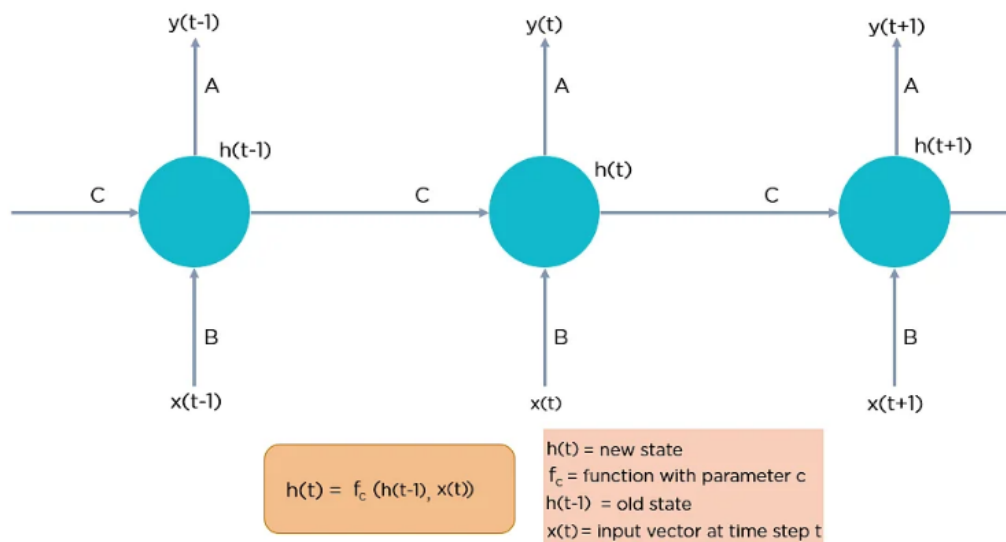 y(t-1) y(t) y(t+1)
A A A
h(t-1) h(t) h(t+1)
C C C
B B B
x(t-1) x(t) x(t+1)
h(t) = fc (h(t-1), x(t))
h(t) = new state
fc = function with parameter c
h(t-1) = old state
x(t) = input vector at time step t